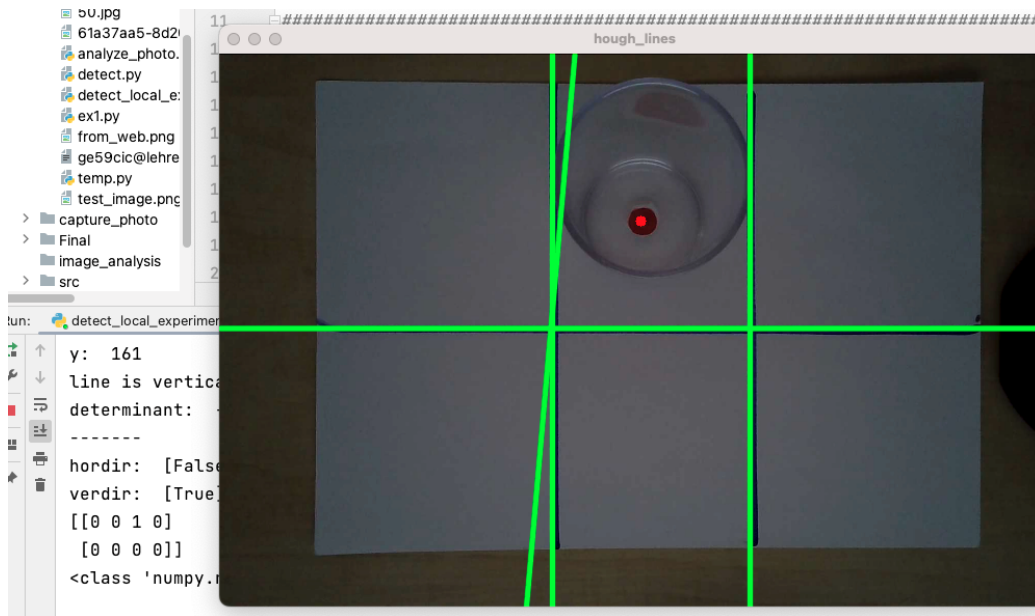 50.jpg
61a37aa5-8d2
analyze_photo.
detect.py
detect_local_e
ex1.py
from_web.png
ge59cic@lehre
temp.py
test_image.png
capture_photo
Final
image_analysis
src
11
hough_lines
detect_local_experimen
y: 161
line is vertica
determinant: -
-------
hordir: [False
verdir: [True]
[[0 0 1 0]
[0 0 0 0]]
<class 'numpy.